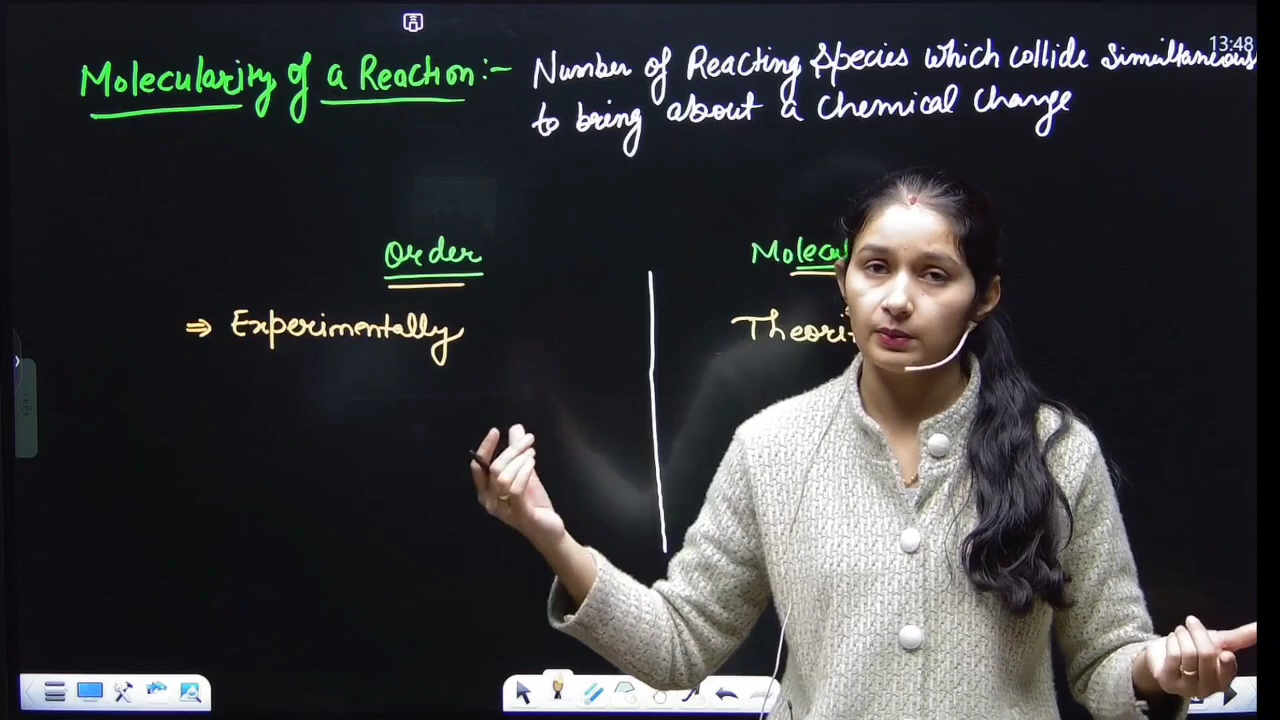 13:48
Molecularity of a Reaction :- Number of Reacting Species which collide Simultaneous
to bring about a Chemical Change
Order
⇒ Experimentally